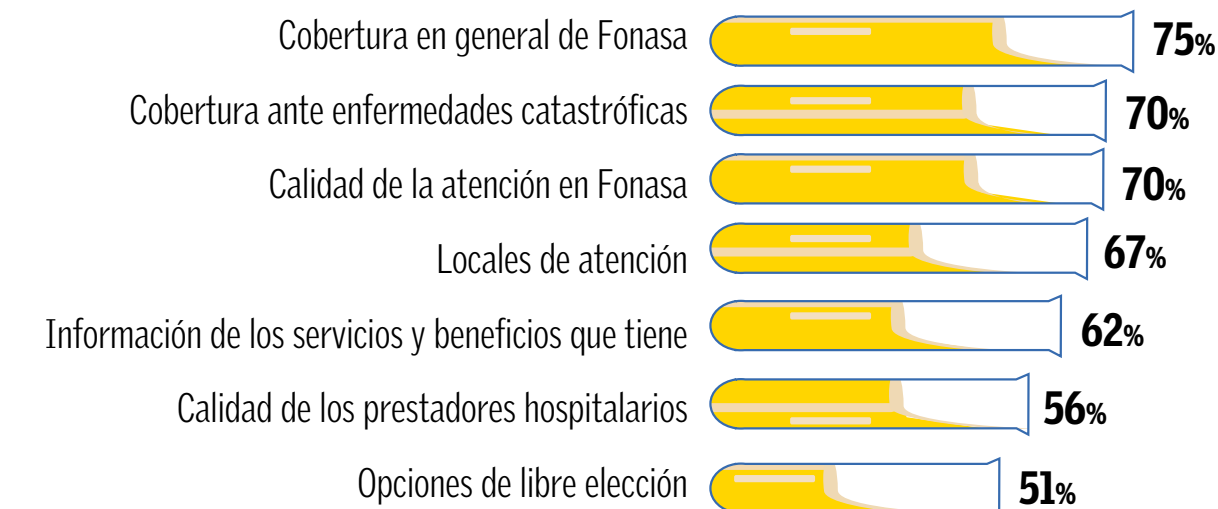 Cobertura en general de Fonasa 75%
Cobertura ante enfermedades catastróficas 70%
Calidad de la atención en Fonasa 70%
Locales de atención 67%
Información de los servicios y beneficios que tiene 62%
Calidad de los prestadores hospitalarios 56%
Opciones de libre elección 51%